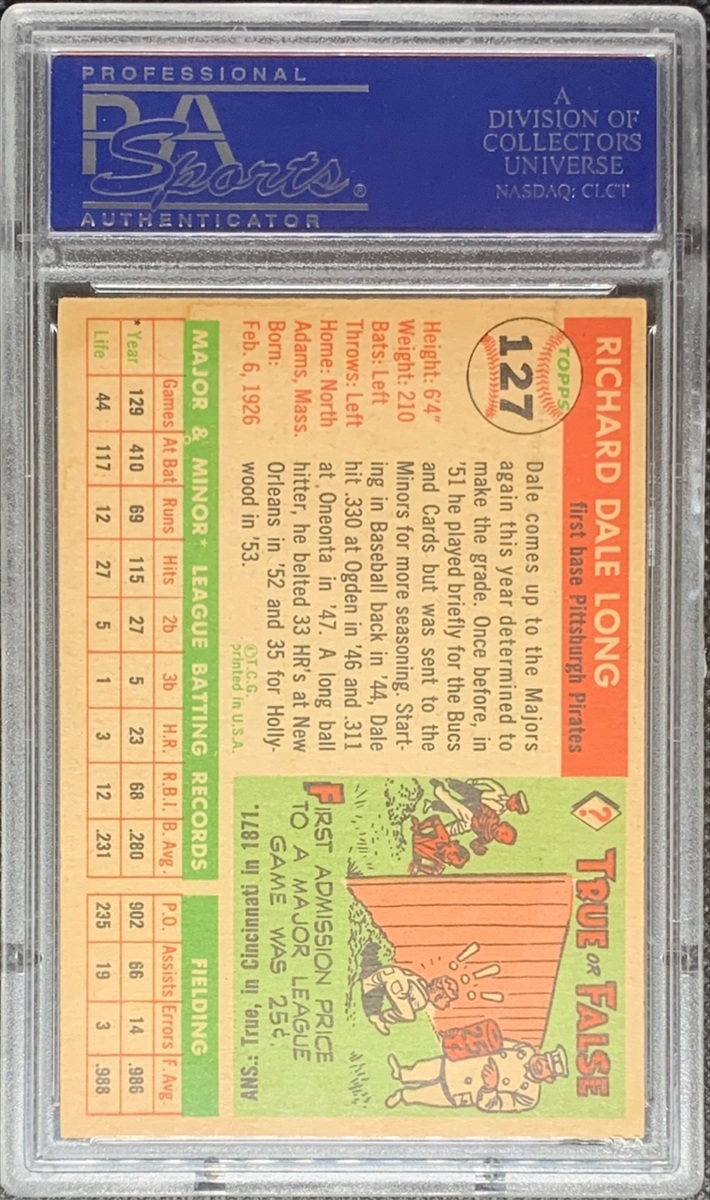 PROFESSIONAL
PSA
Sports®
AUTHENTICATOR
A
DIVISION OF
COLLECTORS
UNIVERSE
NASDAQ: CLCT
TOPPS
127
RICHARD DALE LONG
first base Pittsburgh Pirates
Height: 6'4"
Weight: 210
Bats: Left
Throws: Left
Home: North
Adams, Mass.
Born:
Feb. 6, 1926
Dale comes up to the Majors
again this year determined to
make the grade. Once before, in
'51 he played briefly for the Bucs
and Cards but was sent to the
Minors for more seasoning. Start-
ing in Baseball back in '44, Dale
hit .330 at Ogden in '46 and .311
at Oneonta in '47. A long ball
hitter, he belted 33 HR's at New
Orleans in '52 and 35 for Holly-
wood in '53.
©T.C.G.
printed in U.S.A.
?
TRUE OR FALSE
25¢
FIRST ADMISSION PRICE
TO A MAJOR LEAGUE
GAME WAS 25¢.
ANS.: True, in Cincinnati in 1871.
MAJOR & MINOR* LEAGUE BATTING RECORDS
FIELDING
Games At Bat Runs Hits 2b 3b H.R. R.B.I. B. Avg. P.O. Assists Errors F. Avg.
*Year 129 410 69 115 27 5 23 68 .280 902 66 14 .986
Life 44 117 12 27 5 1 3 12 .231 235 19 3 .988